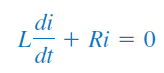 L di/dt + Ri = 0